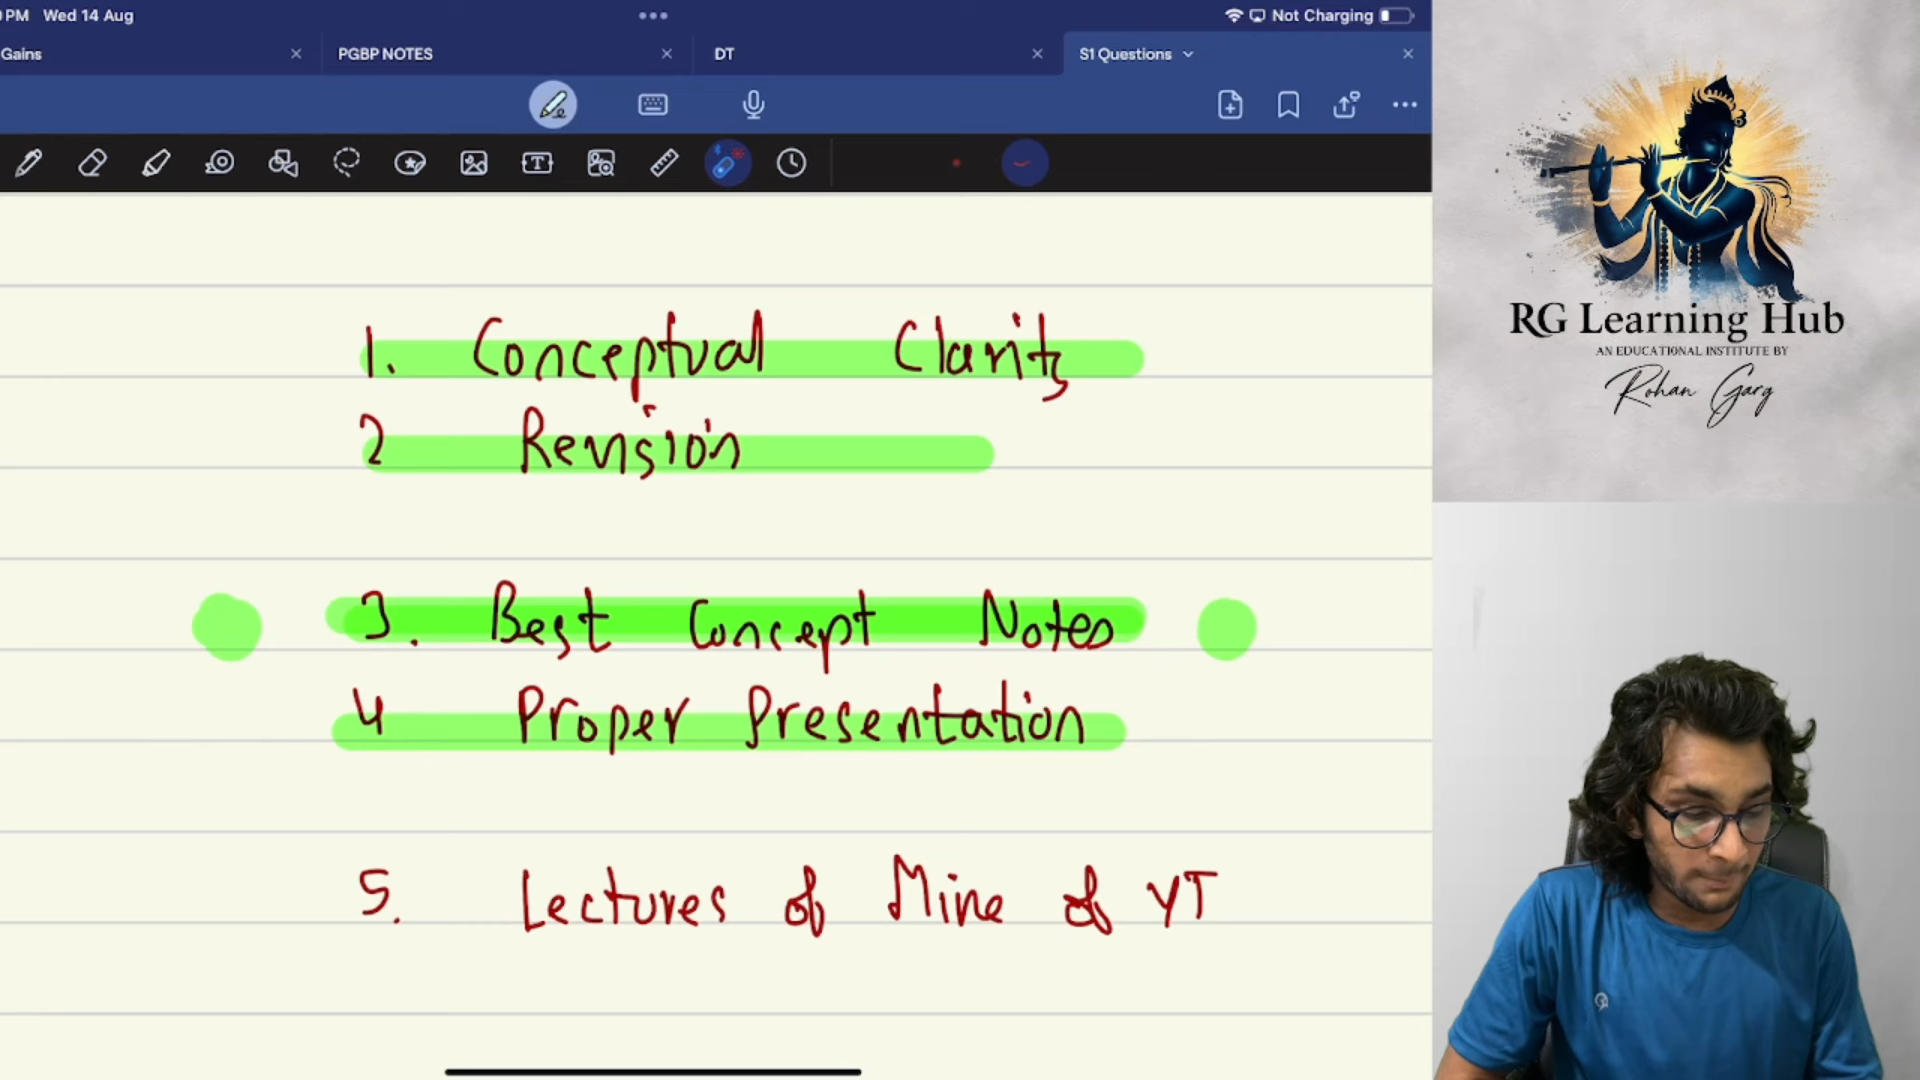 PM Wed 14 Aug
Not Charging
Gains
PGBP NOTES
DT
S1 Questions
T
1. Conceptual Clarity
2 Revision
3. Best Concept Notes
4 Proper Presentation
5. Lectures of Mine of YT
RG Learning Hub
AN EDUCATIONAL INSTITUTE BY
Rohan Garg